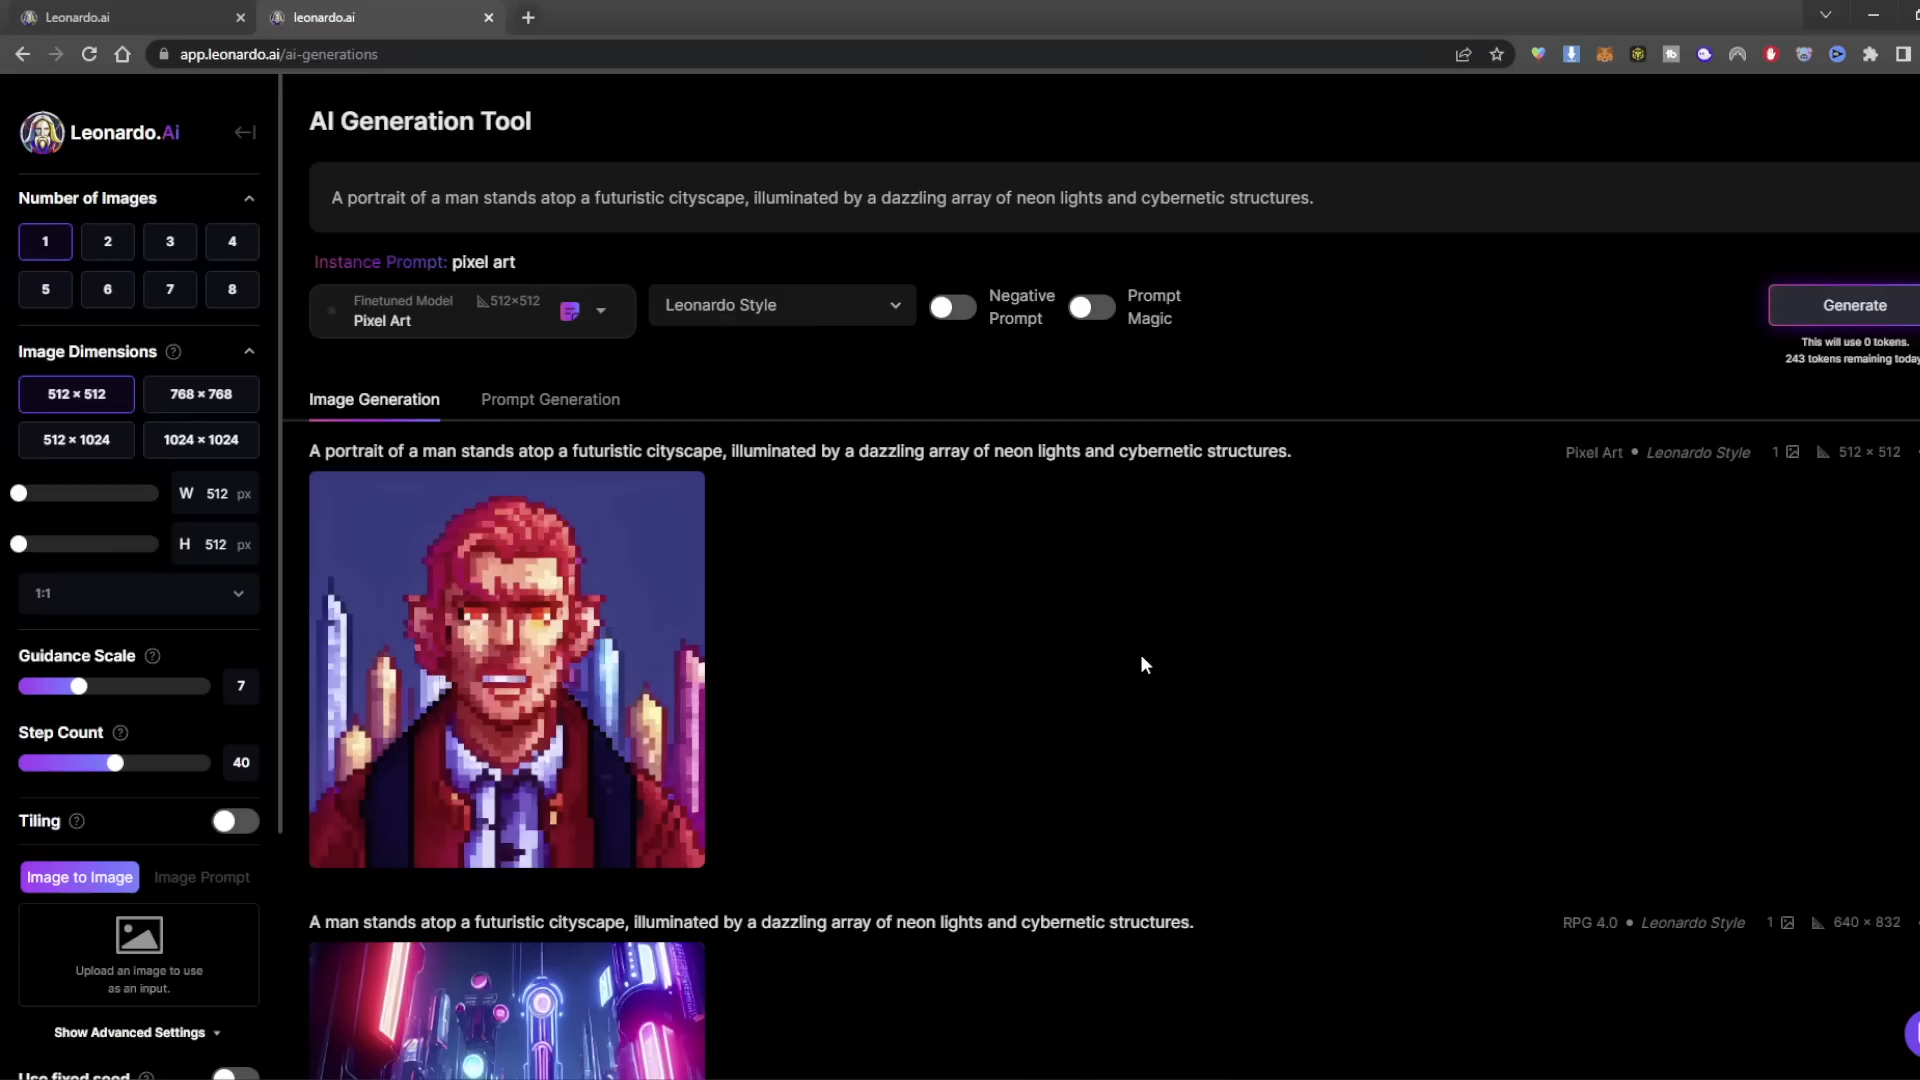 Leonardo.ai
leonardo.ai
app.leonardo.ai/ai-generations
Leonardo.Ai
AI Generation Tool
A portrait of a man stands atop a futuristic cityscape, illuminated by a dazzling array of neon lights and cybernetic structures.
Number of Images
1 2 3 4
5 6 7 8
Instance Prompt: pixel art
Finetuned Model 512×512
Pixel Art
Leonardo Style
Negative Prompt
Prompt Magic
Generate
This will use 0 tokens.
243 tokens remaining today
Image Dimensions
512 × 512 768 × 768
512 × 1024 1024 × 1024
W 512 px
H 512 px
1:1
Guidance Scale
7
Step Count
40
Tiling
Image to Image Image Prompt
Upload an image to use
as an input.
Show Advanced Settings
Use fixed seed
Image Generation Prompt Generation
A portrait of a man stands atop a futuristic cityscape, illuminated by a dazzling array of neon lights and cybernetic structures.
Pixel Art • Leonardo Style 1 512 × 512
A man stands atop a futuristic cityscape, illuminated by a dazzling array of neon lights and cybernetic structures.
RPG 4.0 • Leonardo Style 1 640 × 832